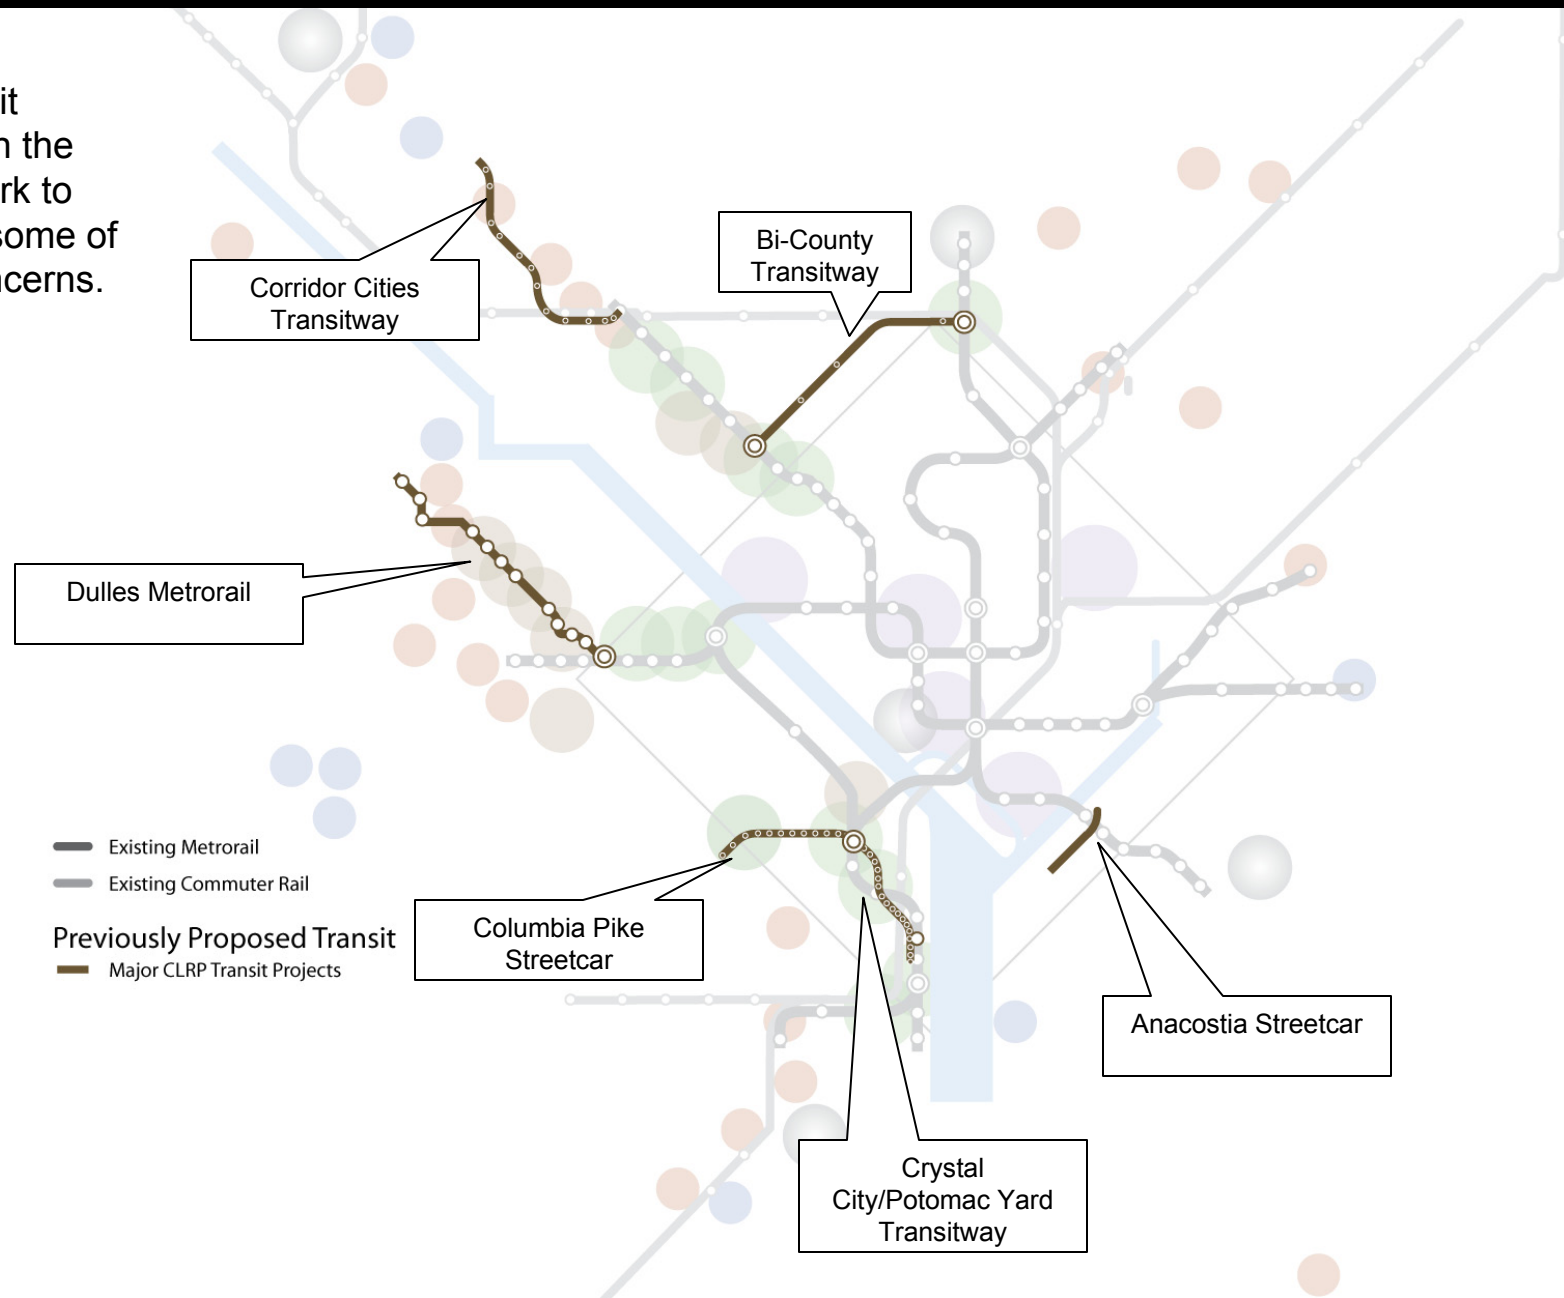 it
n the
rk to
some of
ncerns.
Bi-County
Transitway
Corridor Cities
Transitway
Dulles Metrorail
Existing Metrorail
Existing Commuter Rail
Previously Proposed Transit
Major CLRP Transit Projects
Columbia Pike
Streetcar
Anacostia Streetcar
Crystal
City/Potomac Yard
Transitway